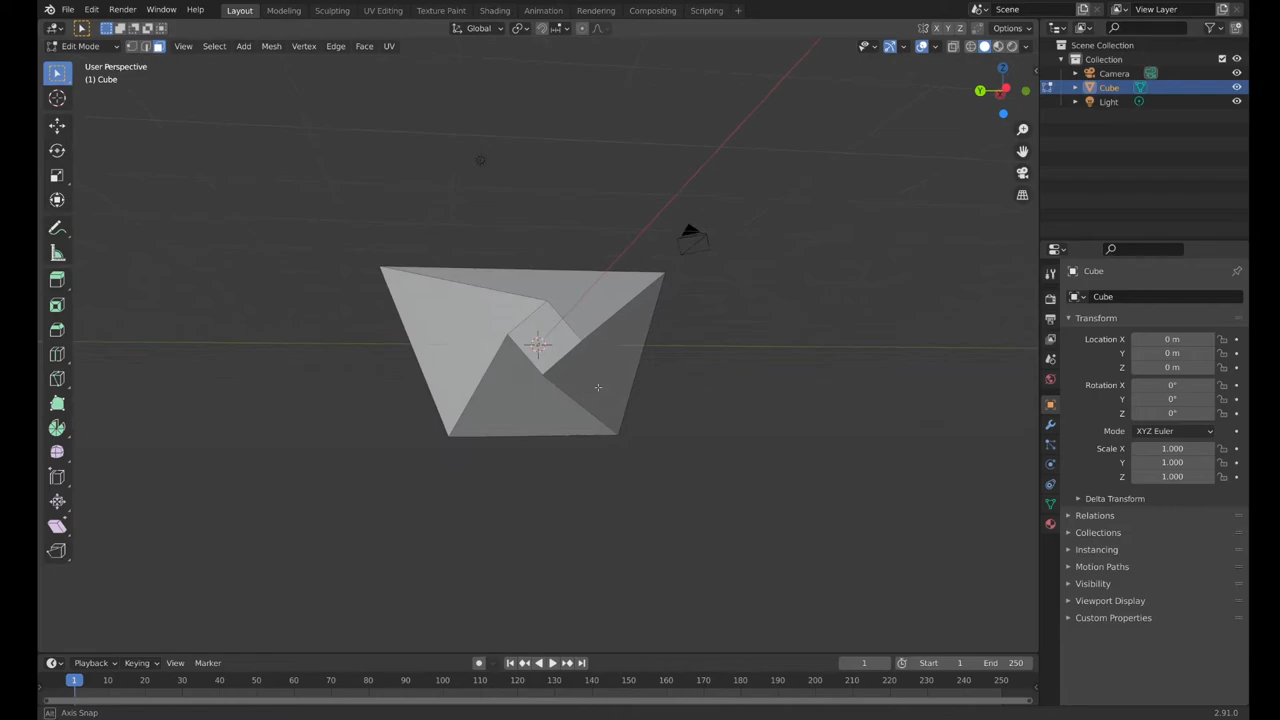 File Edit Render Window Help Layout Modeling Sculpting UV Editing Texture Paint Shading Animation Rendering Compositing Scripting + Scene View Layer
Global X Y Z Options
Edit Mode View Select Add Mesh Vertex Edge Face UV
User Perspective
(1) Cube
Z
Y
Scene Collection
Collection
Camera
Cube
Light
Cube
Cube
Transform
Location X 0 m
Y 0 m
Z 0 m
Rotation X 0°
Y 0°
Z 0°
Mode XYZ Euler
Scale X 1.000
Y 1.000
Z 1.000
Delta Transform
Relations
Collections
Instancing
Motion Paths
Visibility
Viewport Display
Custom Properties
Playback Keying View Marker 1 Start 1 End 250
1 10 20 30 40 50 60 70 80 90 100 110 120 130 140 150 160 170 180 190 200 210 220 230 240 250
Alt Axis Snap 2.91.0